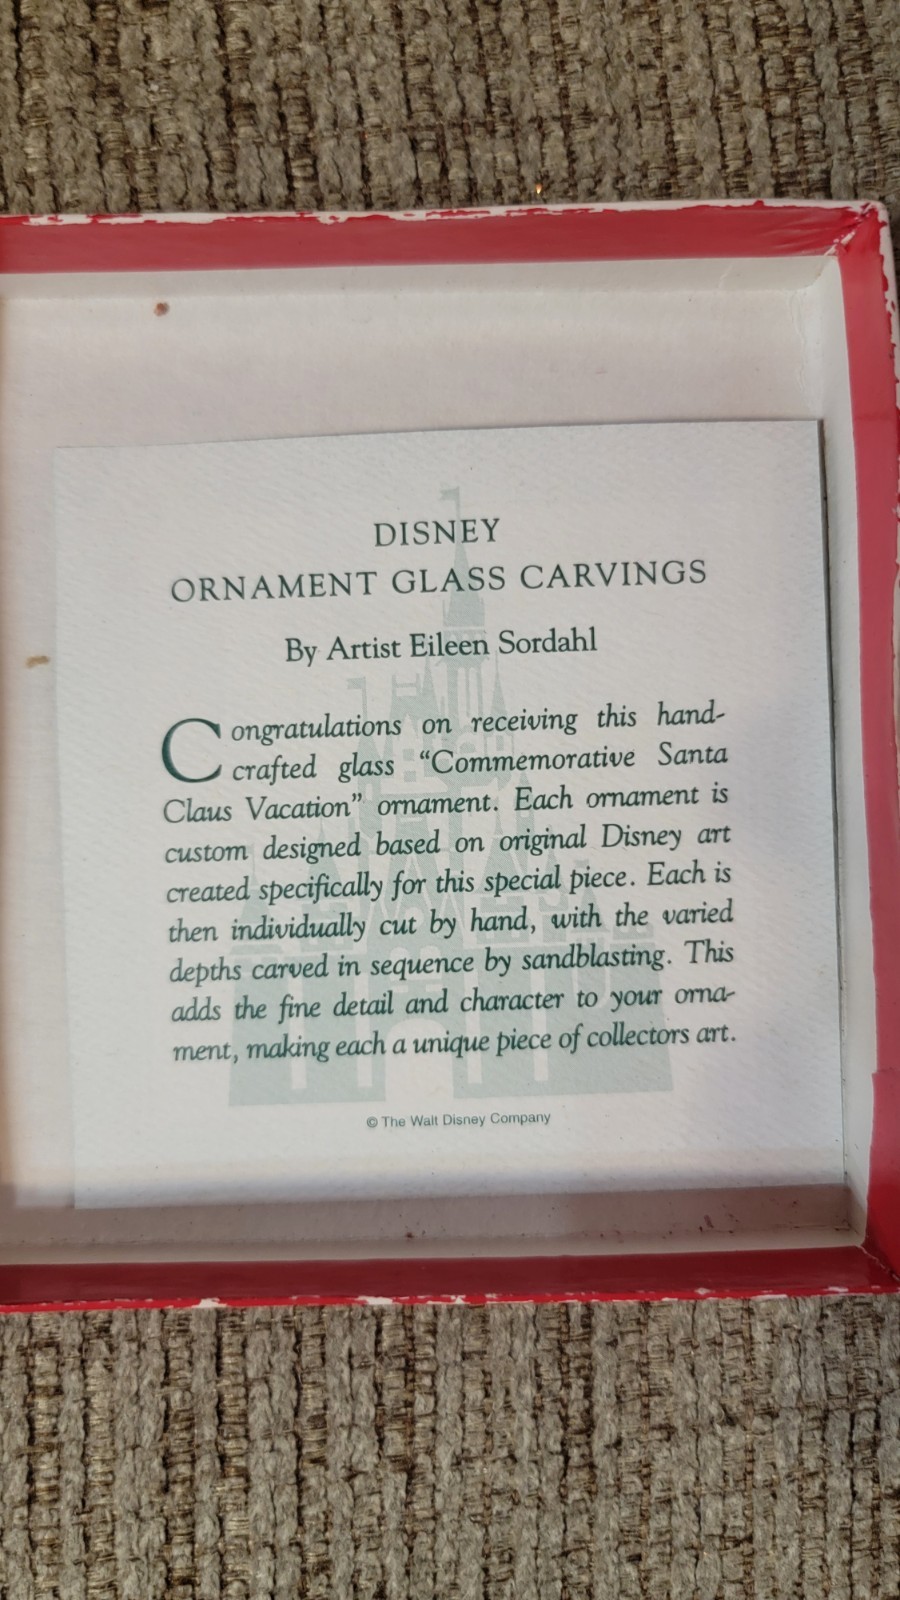 DISNEY
ORNAMENT GLASS CARVINGS
By Artist Eileen Sordahl
Congratulations on receiving this hand-
crafted glass “Commemorative Santa
Claus Vacation” ornament. Each ornament is
custom designed based on original Disney art
created specifically for this special piece. Each is
then individually cut by hand, with the varied
depths carved in sequence by sandblasting. This
adds the fine detail and character to your orna-
ment, making each a unique piece of collectors art.
© The Walt Disney Company